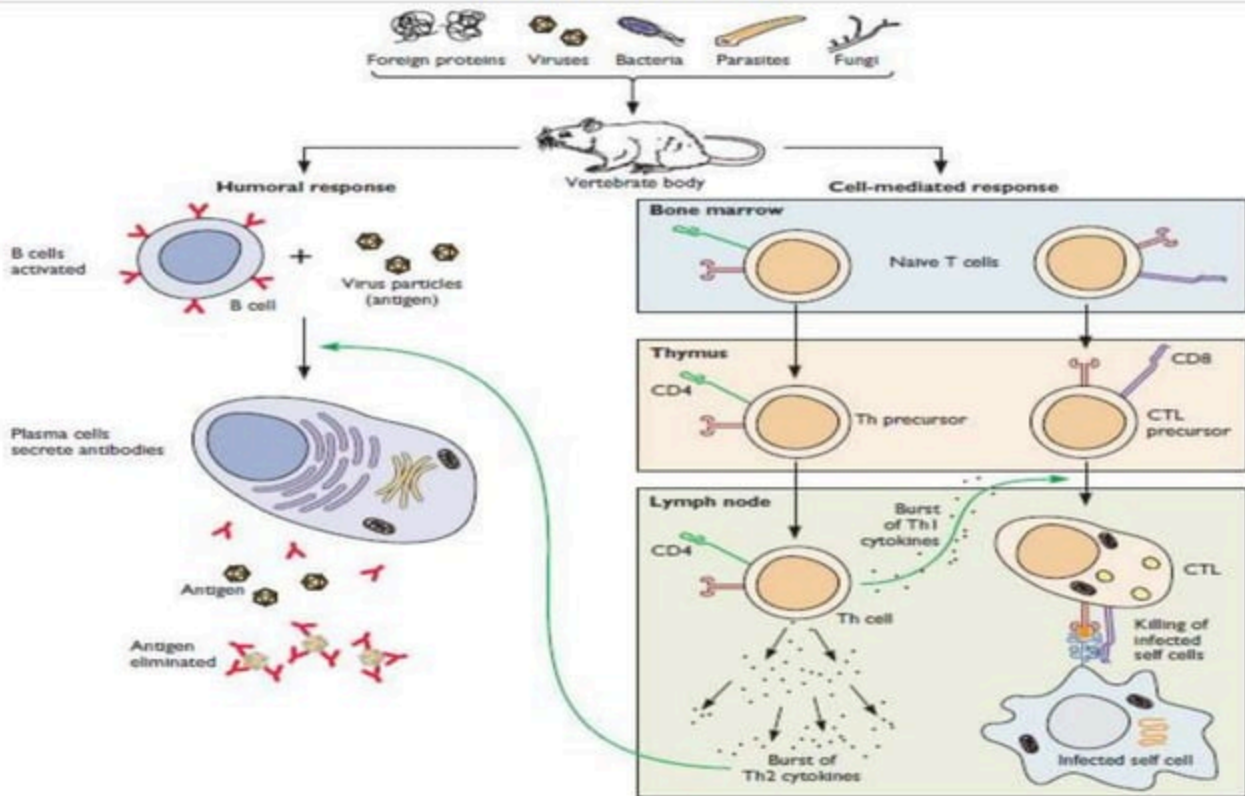 Foreign proteins
Viruses
Bacteria
Parasites
Fungi
Vertebrate body
Humoral response
B cells
activated
B cell
Virus particles
(antigen)
Plasma cells
secrete antibodies
Antigen
Antigen
eliminated
Cell-mediated response
Bone marrow
Naive T cells
Thymus
CD4
Th precursor
CD8
CTL
precursor
Lymph node
CD4
Th cell
Burst
of Th1
cytokines
CTL
Killing of
infected
self cells
Infected self cell
Burst of
Th2 cytokines